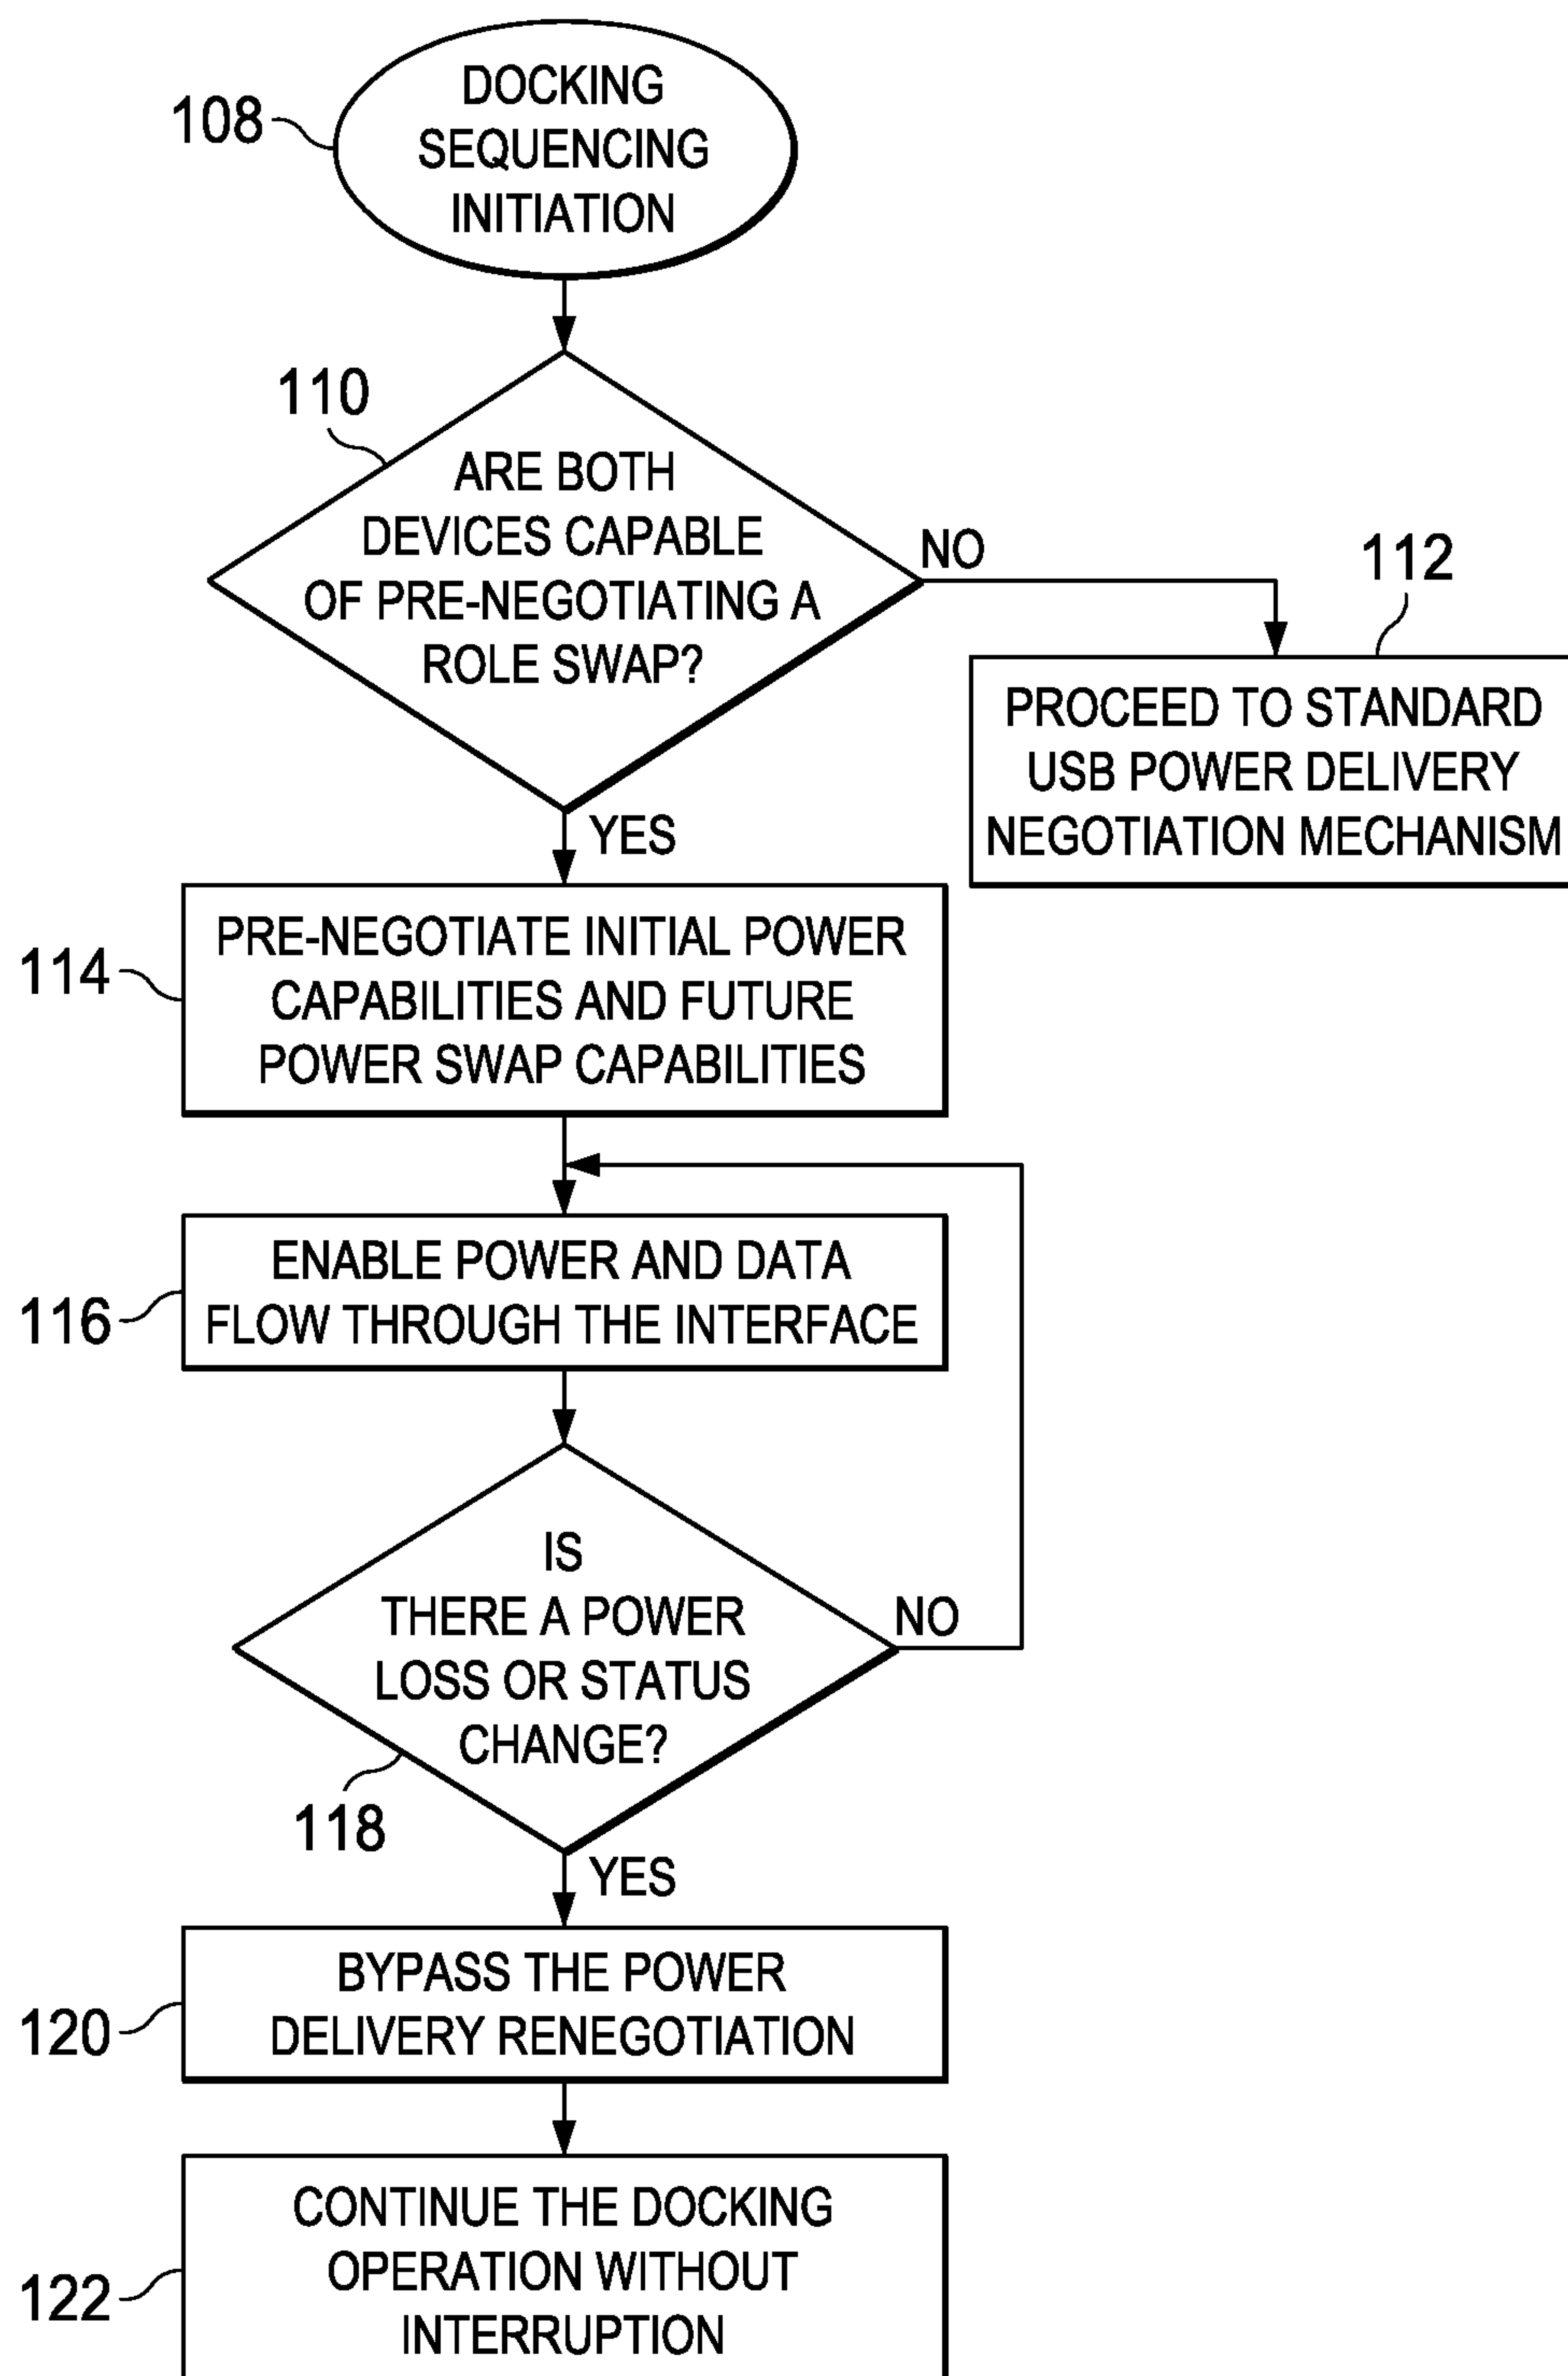 108
DOCKING
SEQUENCING
INITIATION
110
ARE BOTH
DEVICES CAPABLE
OF PRE-NEGOTIATING A
ROLE SWAP?
NO
112
PROCEED TO STANDARD
USB POWER DELIVERY
NEGOTIATION MECHANISM
YES
114
PRE-NEGOTIATE INITIAL POWER
CAPABILITIES AND FUTURE
POWER SWAP CAPABILITIES
116
ENABLE POWER AND DATA
FLOW THROUGH THE INTERFACE
IS
THERE A POWER
LOSS OR STATUS
CHANGE?
NO
118
YES
120
BYPASS THE POWER
DELIVERY RENEGOTIATION
122
CONTINUE THE DOCKING
OPERATION WITHOUT
INTERRUPTION